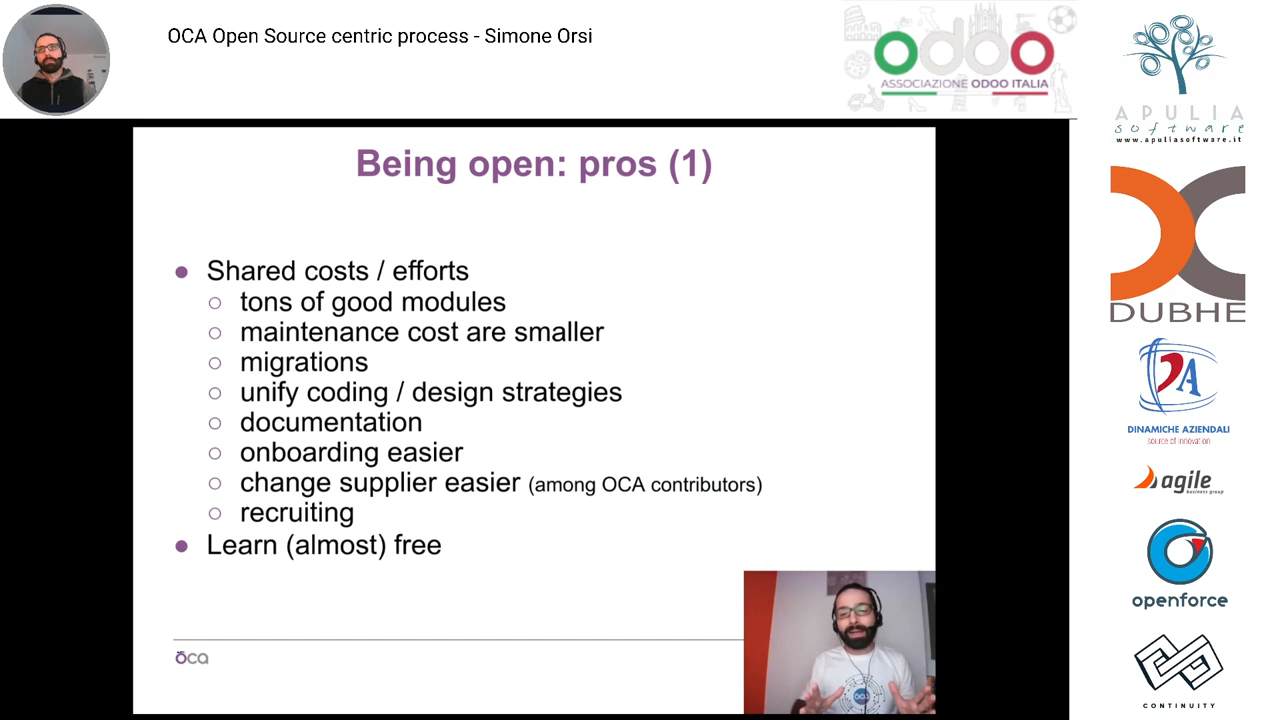 OCA Open Source centric process - Simone Orsi
odoo
ASSOCIAZIONE ODOO ITALIA
Being open: pros (1)
Shared costs / efforts
tons of good modules
maintenance cost are smaller
migrations
unify coding / design strategies
documentation
onboarding easier
change supplier easier (among OCA contributors)
recruiting
Learn (almost) free
oca
APULIA
software
www.apuliasoftware.it
DUBHE
DA
DINAMICHE AZIENDALI
source of innovation
agile
business group
openforce
CONTINUITY